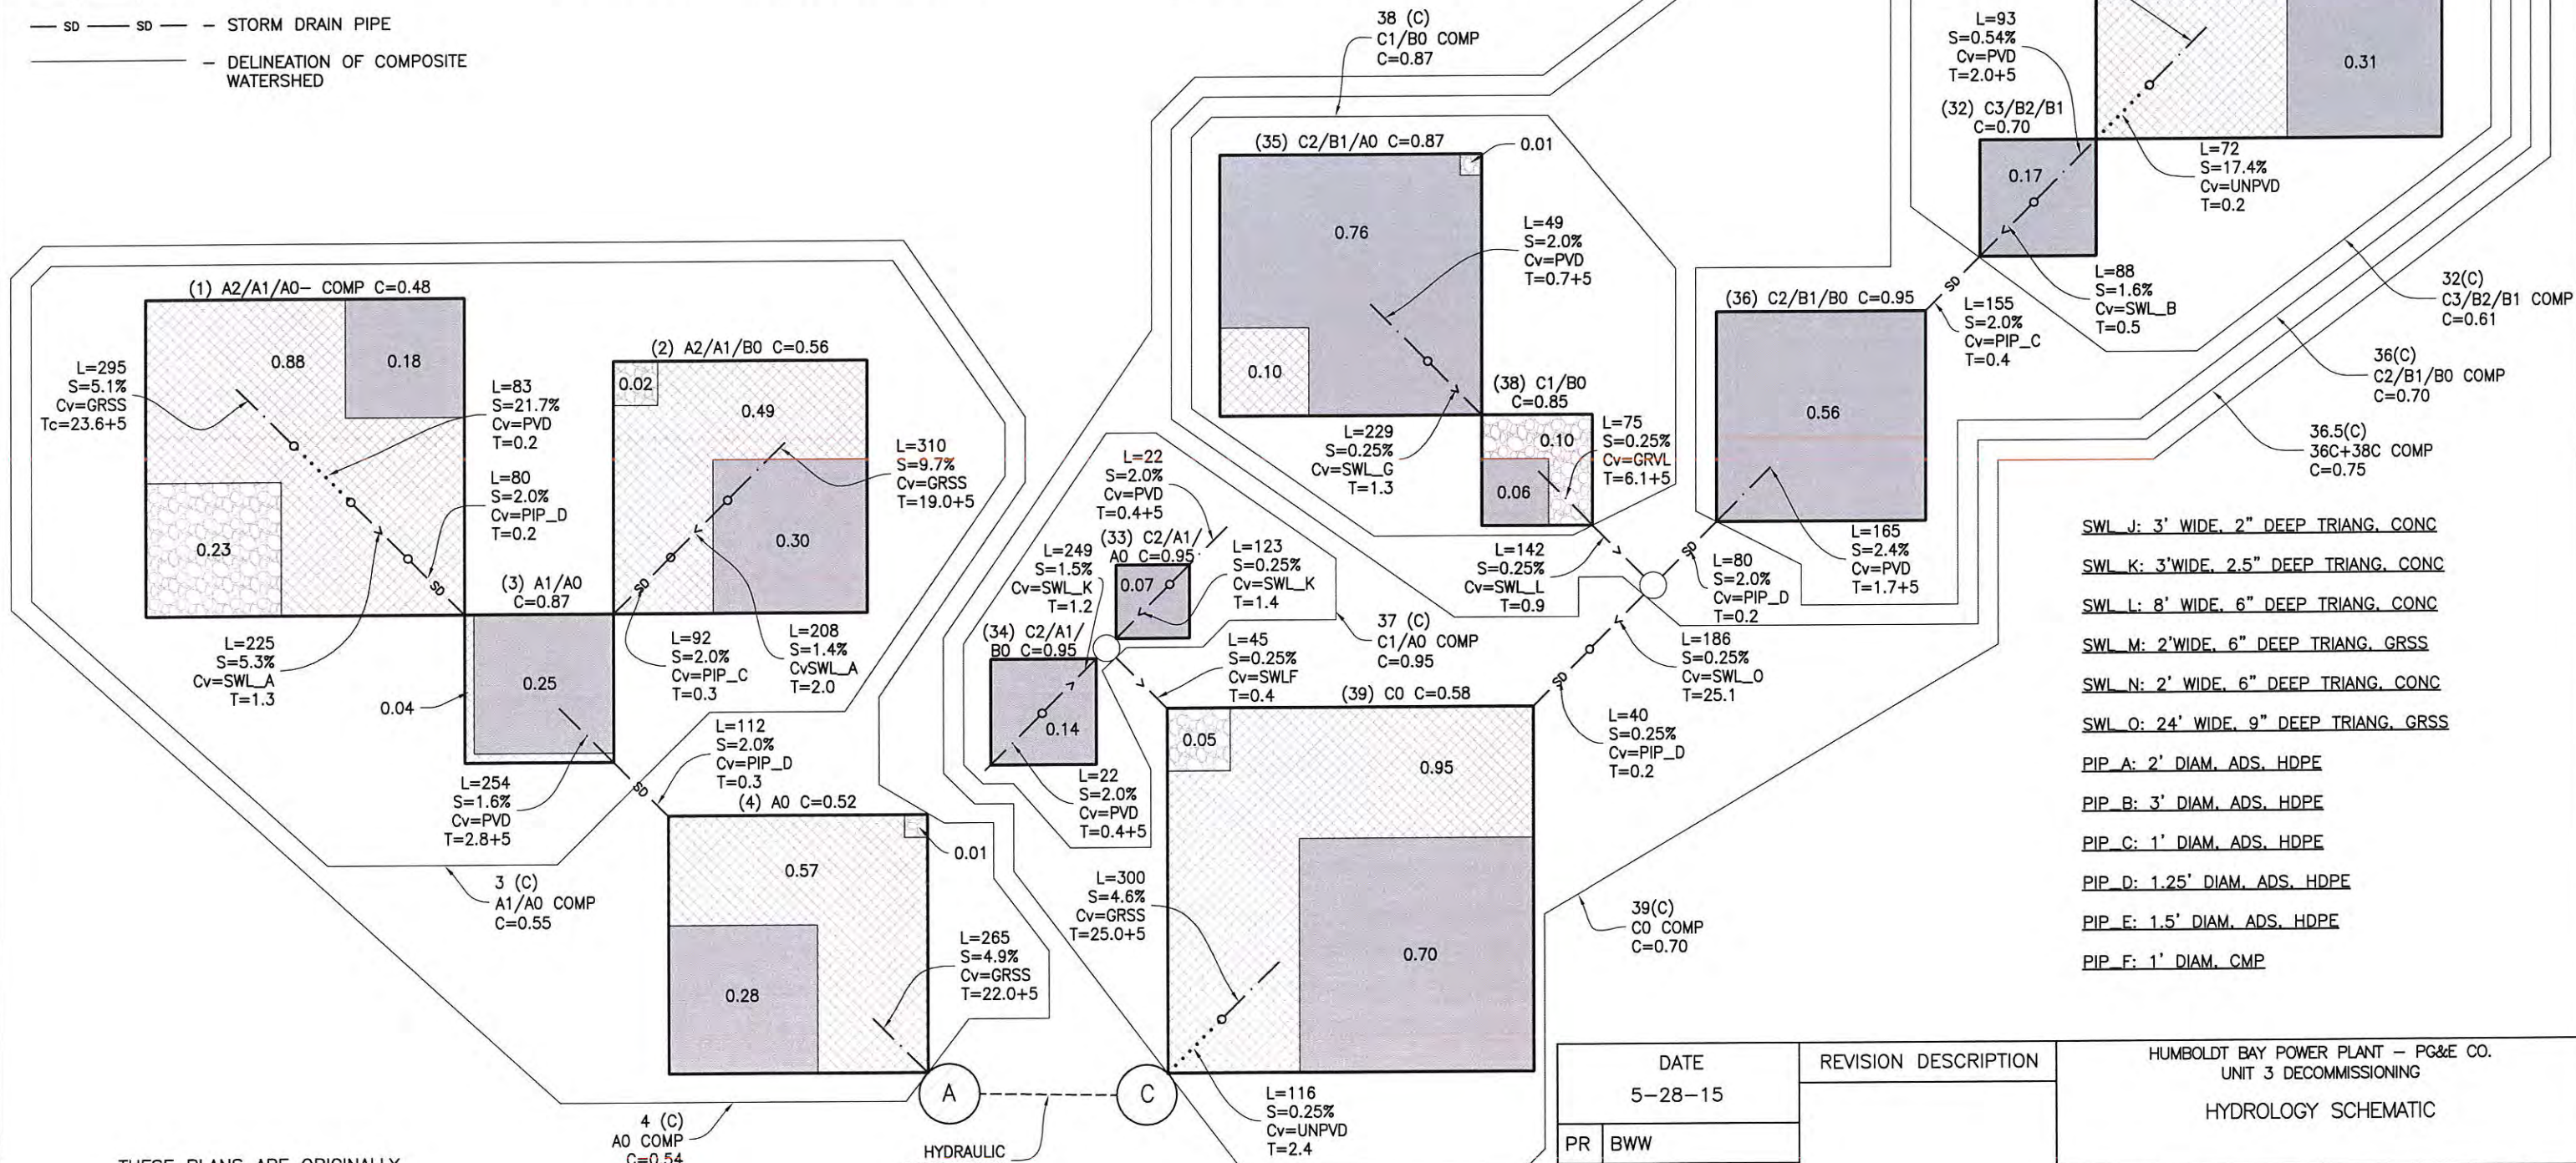 — SD —— SD — – STORM DRAIN PIPE
– DELINEATION OF COMPOSITE
WATERSHED
38 (C)
C1/B0 COMP
C=0.87
L=93
S=0.54%
Cv=PVD
T=2.0+5
0.31
(32) C3/B2/B1
C=0.70
0.17
L=72
S=17.4%
Cv=UNPVD
T=0.2
(35) C2/B1/A0 C=0.87
0.01
0.76
0.10
L=49
S=2.0%
Cv=PVD
T=0.7+5
L=88
S=1.6%
Cv=SWL_B
T=0.5
32(C)
C3/B2/B1 COMP
C=0.61
SD
L=155
S=2.0%
Cv=PIP_C
T=0.4
36(C)
C2/B1/B0 COMP
C=0.70
36.5(C)
36C+38C COMP
C=0.75
(36) C2/B1/B0 C=0.95
0.56
(1) A2/A1/A0– COMP C=0.48
0.88
0.18
0.23
L=295
S=5.1%
Cv=GRSS
Tc=23.6+5
L=83
S=21.7%
Cv=PVD
T=0.2
L=80
S=2.0%
Cv=PIP_D
T=0.2
SD
L=225
S=5.3%
Cv=SWL_A
T=1.3
(2) A2/A1/B0 C=0.56
0.02
0.49
0.30
L=310
S=9.7%
Cv=GRSS
T=19.0+5
SD
L=92
S=2.0%
Cv=PIP_C
T=0.3
L=208
S=1.4%
CvSWL_A
T=2.0
(3) A1/A0
C=0.87
0.25
0.04
L=254
S=1.6%
Cv=PVD
T=2.8+5
L=112
S=2.0%
Cv=PIP_D
T=0.3
SD
3 (C)
A1/A0 COMP
C=0.55
(4) A0 C=0.52
0.57
0.01
0.28
L=265
S=4.9%
Cv=GRSS
T=22.0+5
4 (C)
A0 COMP
C=0.54
(38) C1/B0
C=0.85
0.10
0.06
L=229
S=0.25%
Cv=SWL_G
T=1.3
L=75
S=0.25%
Cv=GRVL
T=6.1+5
L=142
S=0.25%
Cv=SWL_L
T=0.9
SD
L=80
S=2.0%
Cv=PIP_D
T=0.2
L=165
S=2.4%
Cv=PVD
T=1.7+5
L=22
S=2.0%
Cv=PVD
T=0.4+5
(33) C2/A1/
A0 C=0.95
0.07
L=249
S=1.5%
Cv=SWL_K
T=1.2
L=123
S=0.25%
Cv=SWL_K
T=1.4
(34) C2/A1/
B0 C=0.95
0.14
L=22
S=2.0%
Cv=PVD
T=0.4+5
L=45
S=0.25%
Cv=SWLF
T=0.4
37 (C)
C1/A0 COMP
C=0.95
L=186
S=0.25%
Cv=SWL_O
T=25.1
SD
L=40
S=0.25%
Cv=PIP_D
T=0.2
(39) C0 C=0.58
0.05
0.95
0.70
L=300
S=4.6%
Cv=GRSS
T=25.0+5
L=116
S=0.25%
Cv=UNPVD
T=2.4
39(C)
C0 COMP
C=0.70
A
C
HYDRAULIC
SWL_J: 3' WIDE, 2" DEEP TRIANG, CONC
SWL_K: 3'WIDE, 2.5" DEEP TRIANG, CONC
SWL_L: 8' WIDE, 6" DEEP TRIANG, CONC
SWL_M: 2'WIDE, 6" DEEP TRIANG, GRSS
SWL_N: 2' WIDE, 6" DEEP TRIANG, CONC
SWL_O: 24' WIDE, 9" DEEP TRIANG, GRSS
PIP_A: 2' DIAM, ADS, HDPE
PIP_B: 3' DIAM, ADS, HDPE
PIP_C: 1' DIAM, ADS, HDPE
PIP_D: 1.25' DIAM, ADS, HDPE
PIP_E: 1.5' DIAM, ADS, HDPE
PIP_F: 1' DIAM, CMP
DATE
5-28-15
PR BWW
REVISION DESCRIPTION
HUMBOLDT BAY POWER PLANT – PG&E CO.
UNIT 3 DECOMMISSIONING
HYDROLOGY SCHEMATIC
THESE PLANS ARE ORIGINALLY